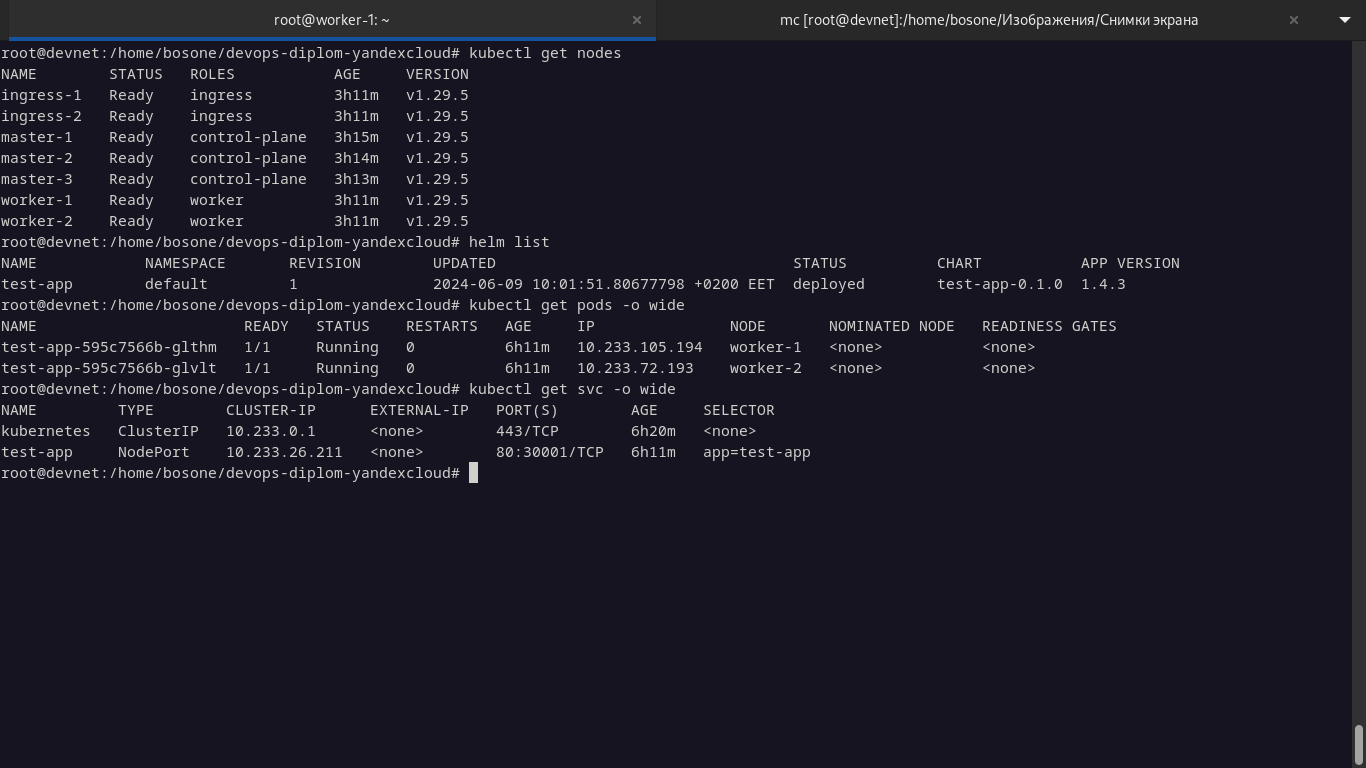 root@worker-1: ~
mc [root@devnet]:/home/bosone/Изображения/Снимки экрана
root@devnet:/home/bosone/devops-diplom-yandexcloud# kubectl get nodes
NAME        STATUS   ROLES           AGE     VERSION
ingress-1   Ready    ingress         3h11m   v1.29.5
ingress-2   Ready    ingress         3h11m   v1.29.5
master-1    Ready    control-plane   3h15m   v1.29.5
master-2    Ready    control-plane   3h14m   v1.29.5
master-3    Ready    control-plane   3h13m   v1.29.5
worker-1    Ready    worker          3h11m   v1.29.5
worker-2    Ready    worker          3h11m   v1.29.5
root@devnet:/home/bosone/devops-diplom-yandexcloud# helm list
NAME            NAMESPACE       REVISION        UPDATED                                 STATUS          CHART           APP VERSION
test-app        default         1               2024-06-09 10:01:51.80677798 +0200 EET  deployed        test-app-0.1.0  1.4.3
root@devnet:/home/bosone/devops-diplom-yandexcloud# kubectl get pods -o wide
NAME                       READY   STATUS    RESTARTS   AGE     IP               NODE       NOMINATED NODE   READINESS GATES
test-app-595c7566b-glthm   1/1     Running   0          6h11m   10.233.105.194   worker-1   <none>           <none>
test-app-595c7566b-glvlt   1/1     Running   0          6h11m   10.233.72.193    worker-2   <none>           <none>
root@devnet:/home/bosone/devops-diplom-yandexcloud# kubectl get svc -o wide
NAME         TYPE        CLUSTER-IP      EXTERNAL-IP   PORT(S)        AGE     SELECTOR
kubernetes   ClusterIP   10.233.0.1      <none>        443/TCP        6h20m   <none>
test-app     NodePort    10.233.26.211   <none>        80:30001/TCP   6h11m   app=test-app
root@devnet:/home/bosone/devops-diplom-yandexcloud#